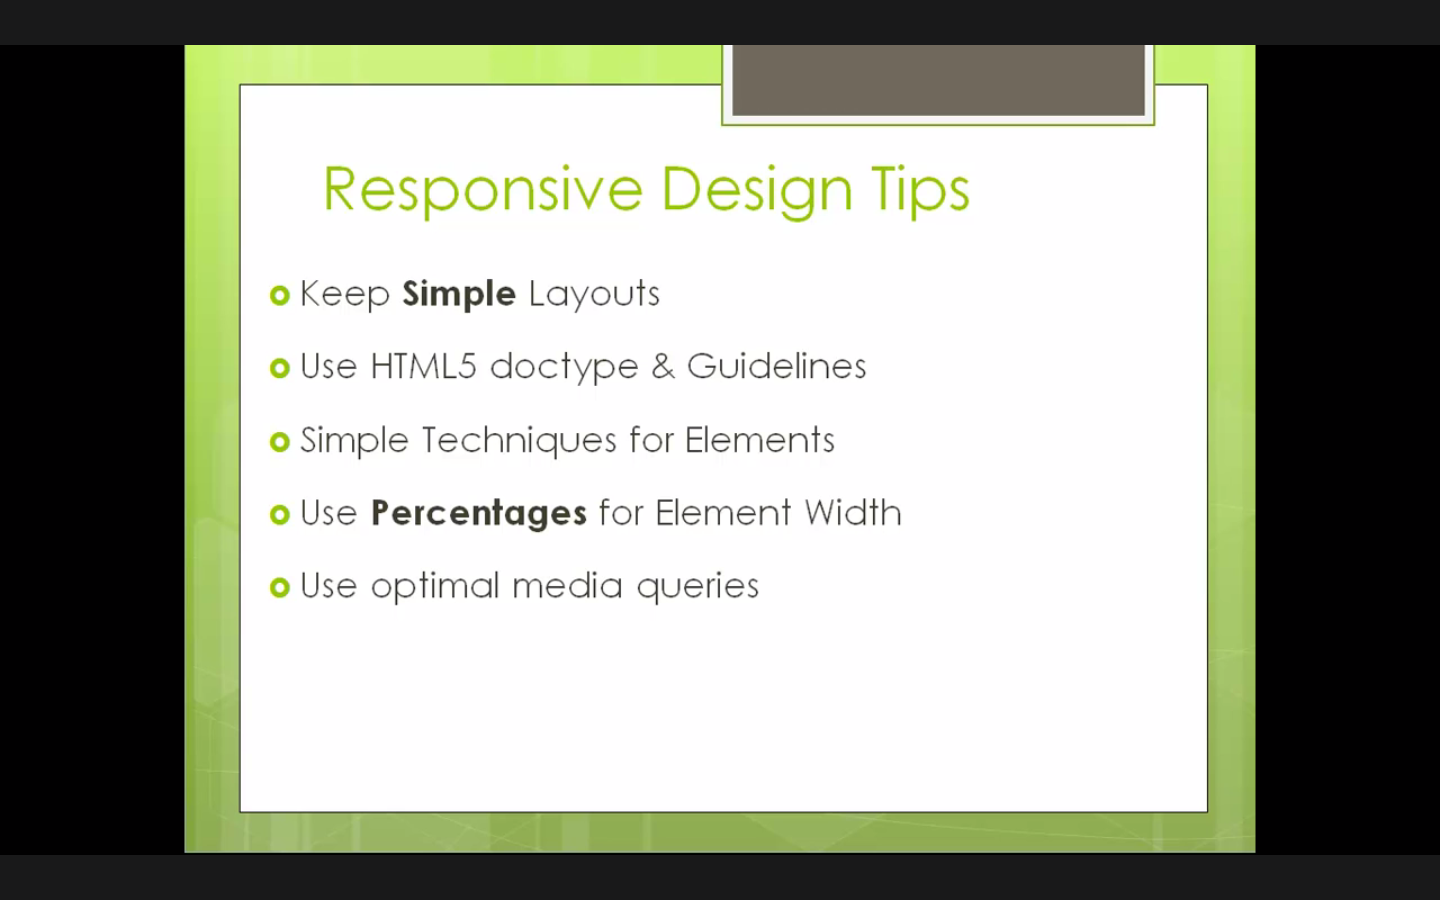 Responsive Design Tips
Keep Simple Layouts
Use HTML5 doctype & Guidelines
Simple Techniques for Elements
Use Percentages for Element Width
Use optimal media queries